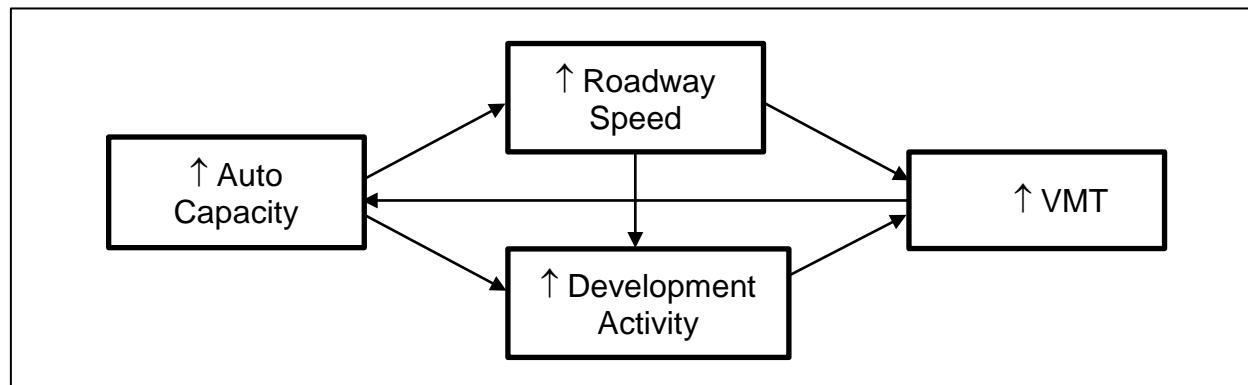 ↑ Roadway
Speed
↑ Auto
Capacity
↑ VMT
↑ Development
Activity